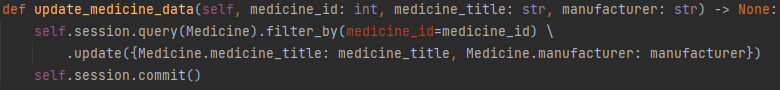 def update_medicine_data(self, medicine_id: int, medicine_title: str, manufacturer: str) -> None:
    self.session.query(Medicine).filter_by(medicine_id=medicine_id) \
        .update({Medicine.medicine_title: medicine_title, Medicine.manufacturer: manufacturer})
    self.session.commit()